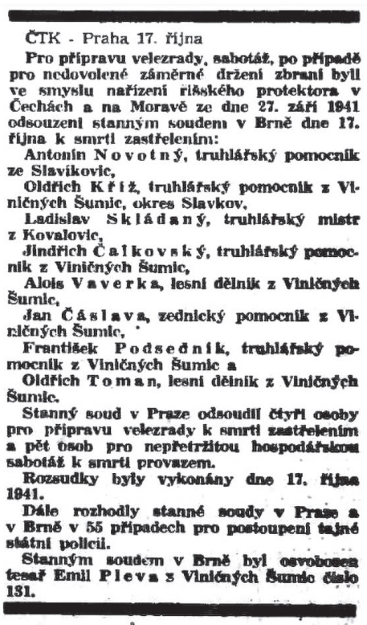 ČTK - Praha 17. října
Pro přípravu velezrady, sabotáž, po případě
pro nedovolené záměrné držení zbraní byli
ve smyslu nařízení říšského protektora v
Čechách a na Moravě ze dne 27. září 1941
odsouzeni stanným soudem v Brně dne 17.
října k smrti zastřelením:
Antonín Novotný, truhlářský pomocník
ze Slavíkovic,
Oldřich Kříž, truhlářský pomocník z Vi-
ničných Šumic, okres Slavkov,
Ladislav Skládaný, truhlářský mistr
z Kovalovic,
Jindřich Čalkovský, truhlářský pomoc-
ník z Viničných Šumic,
Alois Vaverka, lesní dělník z Viničných
Šumic,
Jan Čáslava, zednický pomocník z Vi-
ničných Šumic,
František Podsedník, truhlářský po-
mocník z Viničných Šumic a
Oldřich Toman, lesní dělník z Viničných
Šumic.
Stanný soud v Praze odsoudil čtyři osoby
pro přípravu velezrady k smrti zastřelením
a pět osob pro nepřetržitou hospodářskou
sabotáž k smrti provazem.
Rozsudky byly vykonány dne 17. října
1941.
Dále rozhodly stanné soudy v Praze a
v Brně v 55 případech pro postoupení tajné
státní policii.
Stanným soudem v Brně byl osvobozen
tesař Emil Pleva z Viničných Šumic číslo
131.